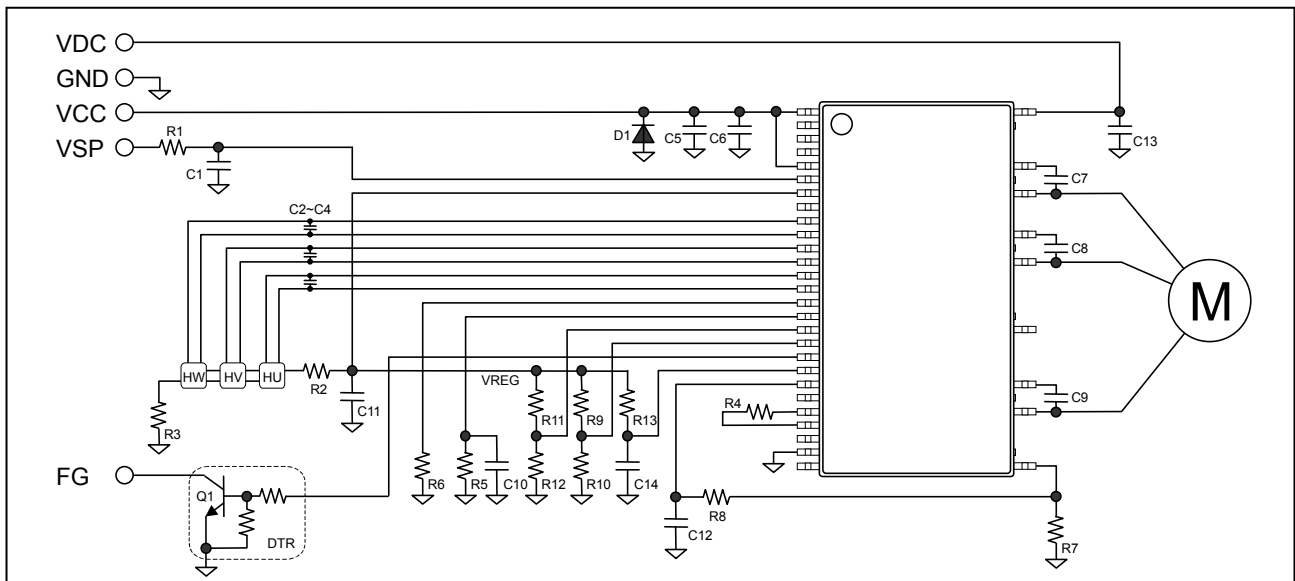 VDC
GND
VCC
VSP
R1
C1
D1
C5
C6
C13
C7
C2~C4
C8
M
HW
HV
HU
R2
VREG
C11
R11
R9
R13
R4
C9
R3
R6
R5
C10
R12
R10
C14
FG
Q1
DTR
R8
C12
R7